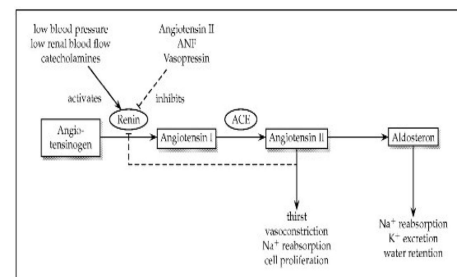 low blood pressure
low renal blood flow
catecholamines
Angiotensin II
ANF
Vasopressin
activates
inhibits
Renin
ACE
Angio-
tensinogen
Angiotensin I
Angiotensin II
Aldosteron
thirst
vasoconstriction
Na⁺ reabsorption
cell proliferation
Na⁺ reabsorption
K⁺ excretion
water retention